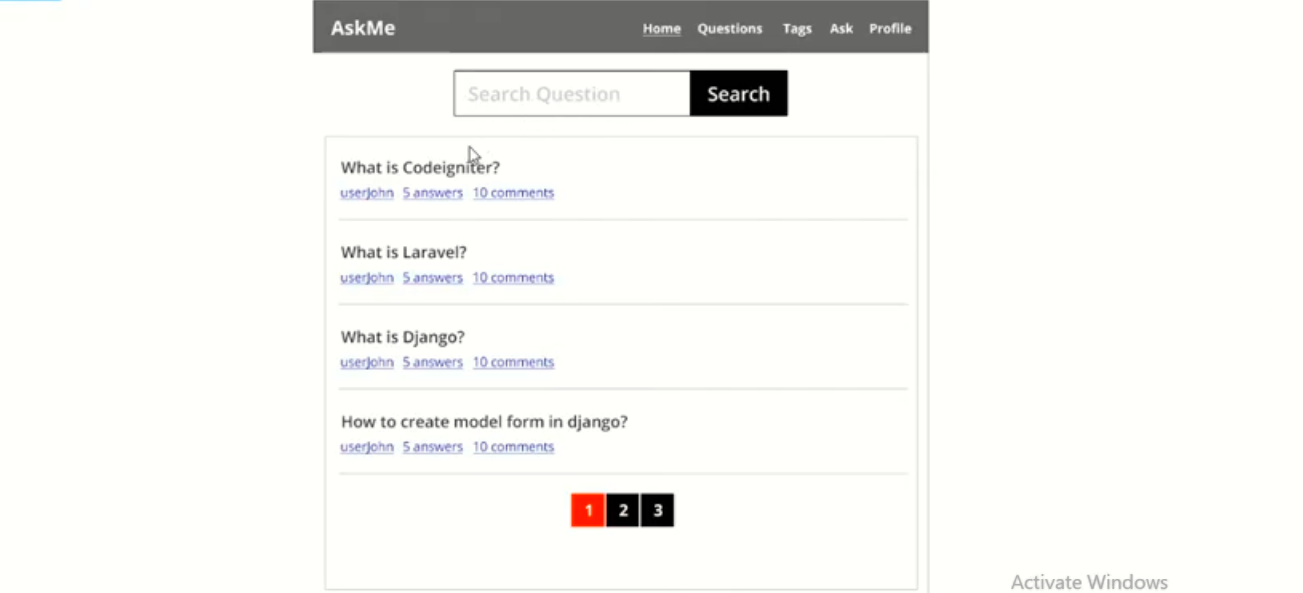 AskMe Home Questions Tags Ask Profile
Search Question Search
What is Codeigniter?
userJohn 5 answers 10 comments
What is Laravel?
userJohn 5 answers 10 comments
What is Django?
userJohn 5 answers 10 comments
How to create model form in django?
userJohn 5 answers 10 comments
1 2 3
Activate Windows